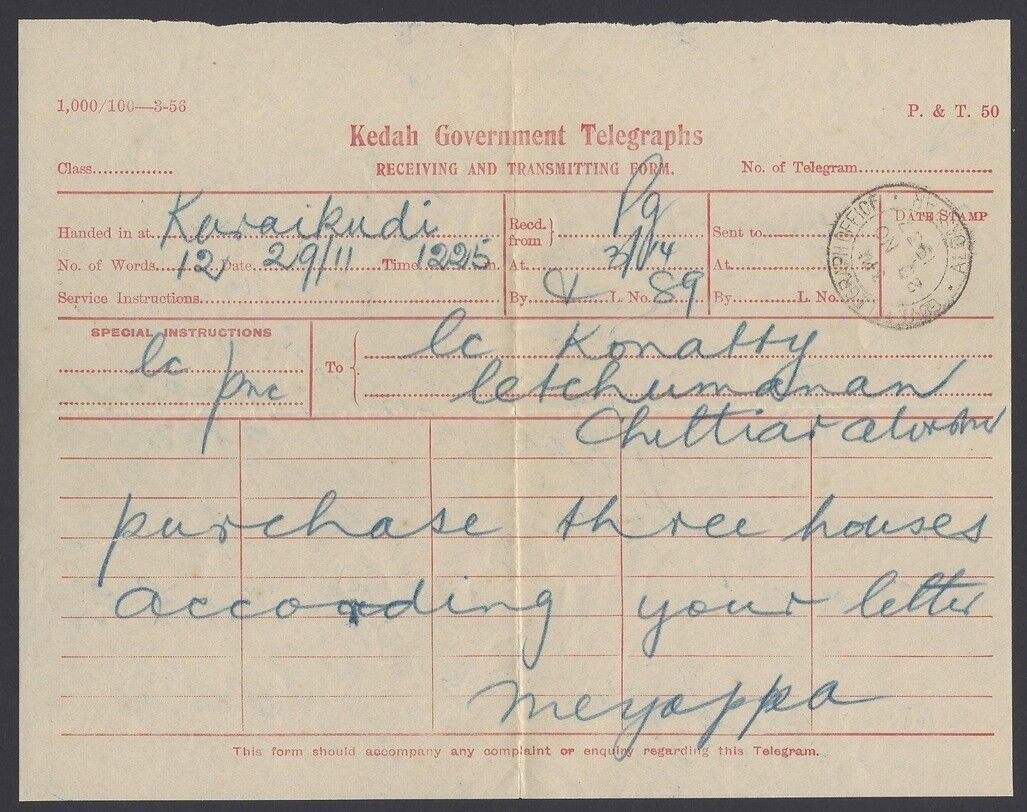 1,000/100—3-56
P. & T. 50
Kedah Government Telegraphs
Class...............
RECEIVING AND TRANSMITTING FORM.
No. of Telegram...............
Handed in at Karaikudi
Recd. from } Pg
Sent to
DATE STAMP
No. of Words 12 Date 29/11 Time 1225
At
At
Service Instructions
By L. No. 89
By L. No.
SPECIAL INSTRUCTIONS
lc
pnc
To { lc Konatty
letchumanan
Chettiar
purchase three houses
according your letter
meyappa
This form should accompany any complaint or enquiry regarding this Telegram.